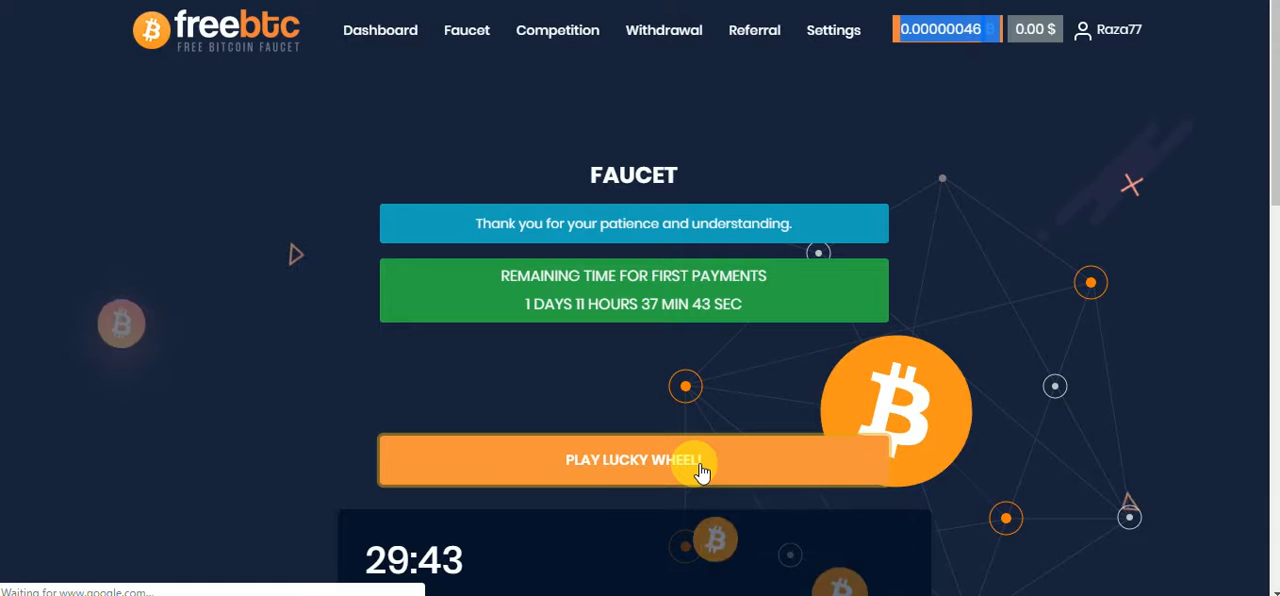 freebtc
FREE BITCOIN FAUCET
Dashboard Faucet Competition Withdrawal Referral Settings 0.00000046 B 0.00 $ Raza77
FAUCET
Thank you for your patience and understanding.
REMAINING TIME FOR FIRST PAYMENTS
1 DAYS 11 HOURS 37 MIN 43 SEC
PLAY LUCKY WHEEL!
29:43
Waiting for www.google.com...